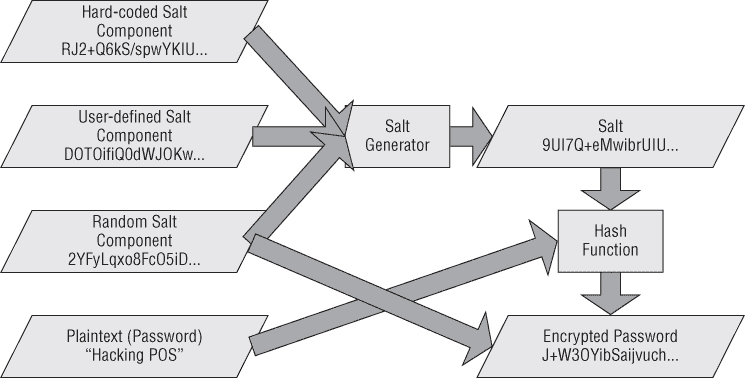 Hard-coded Salt
Component
RJ2+Q6kS/spwYKIU...
User-defined Salt
Component
DOTOifiQ0dWJOKw...
Random Salt
Component
2YFyLqxo8FcO5iD...
Plaintext (Password)
“Hacking POS”
Salt
Generator
Salt
9UI7Q+eMwibrUIU...
Hash
Function
Encrypted Password
J+W3OYibSaijvuch...